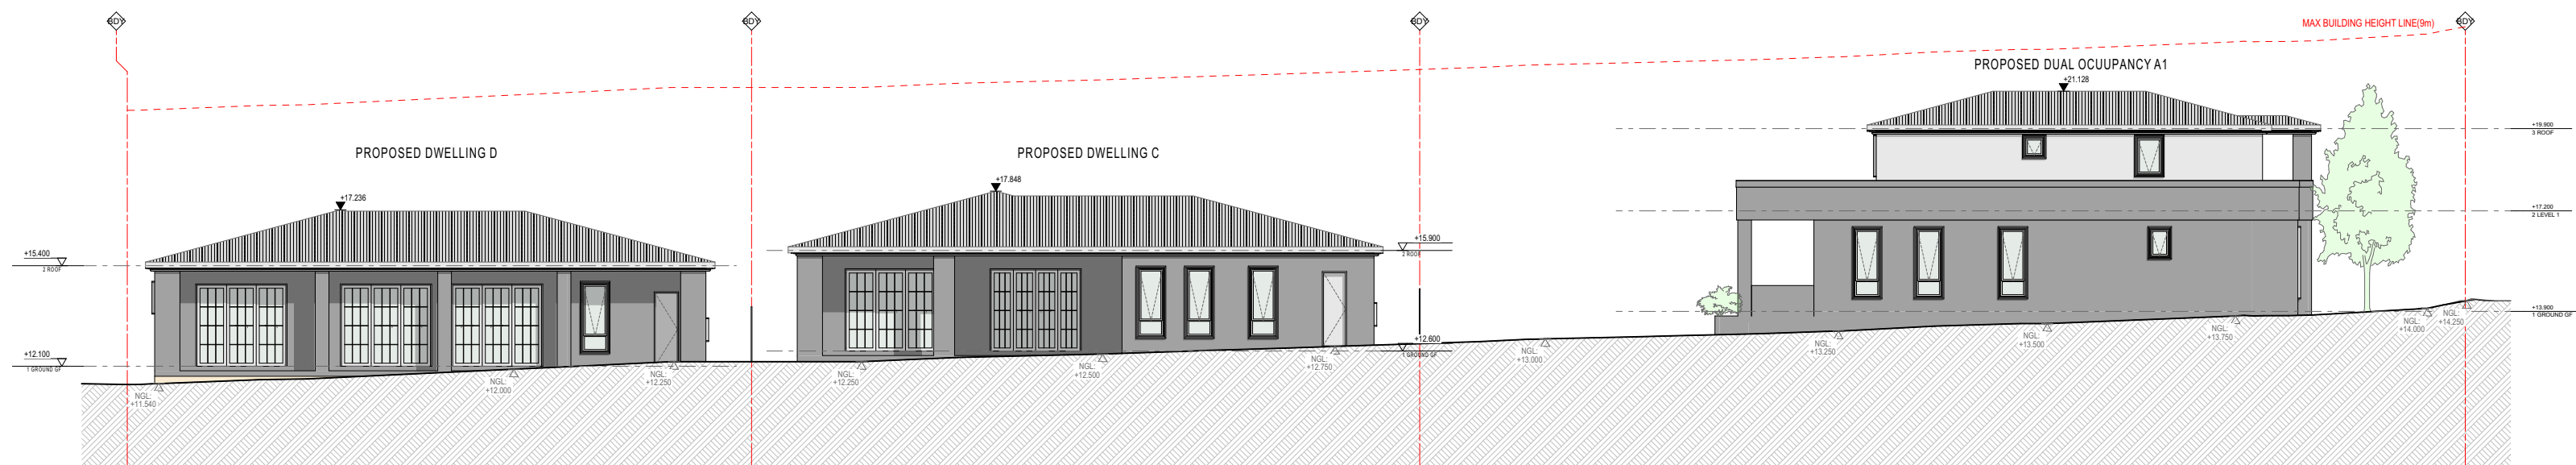 BDY
BDY
BDY
BDY
MAX BUILDING HEIGHT LINE(9m)
PROPOSED DUAL OCUUPANCY A1
+21.128
+19.900
3 ROOF
PROPOSED DWELLING D
PROPOSED DWELLING C
+17.848
+17.236
+17.200
2 LEVEL 1
+15.900
2 ROOF
+15.400
2 ROOF
+13.900
1 GROUND GF
+12.600
1 GROUND GF
+12.100
1 GROUND GF
NGL:
+11.540
NGL:
+12.000
NGL:
+12.250
NGL:
+12.250
NGL:
+12.500
NGL:
+12.750
NGL:
+13.000
NGL:
+13.250
NGL:
+13.500
NGL:
+13.750
NGL:
+14.000
NGL:
+14.250